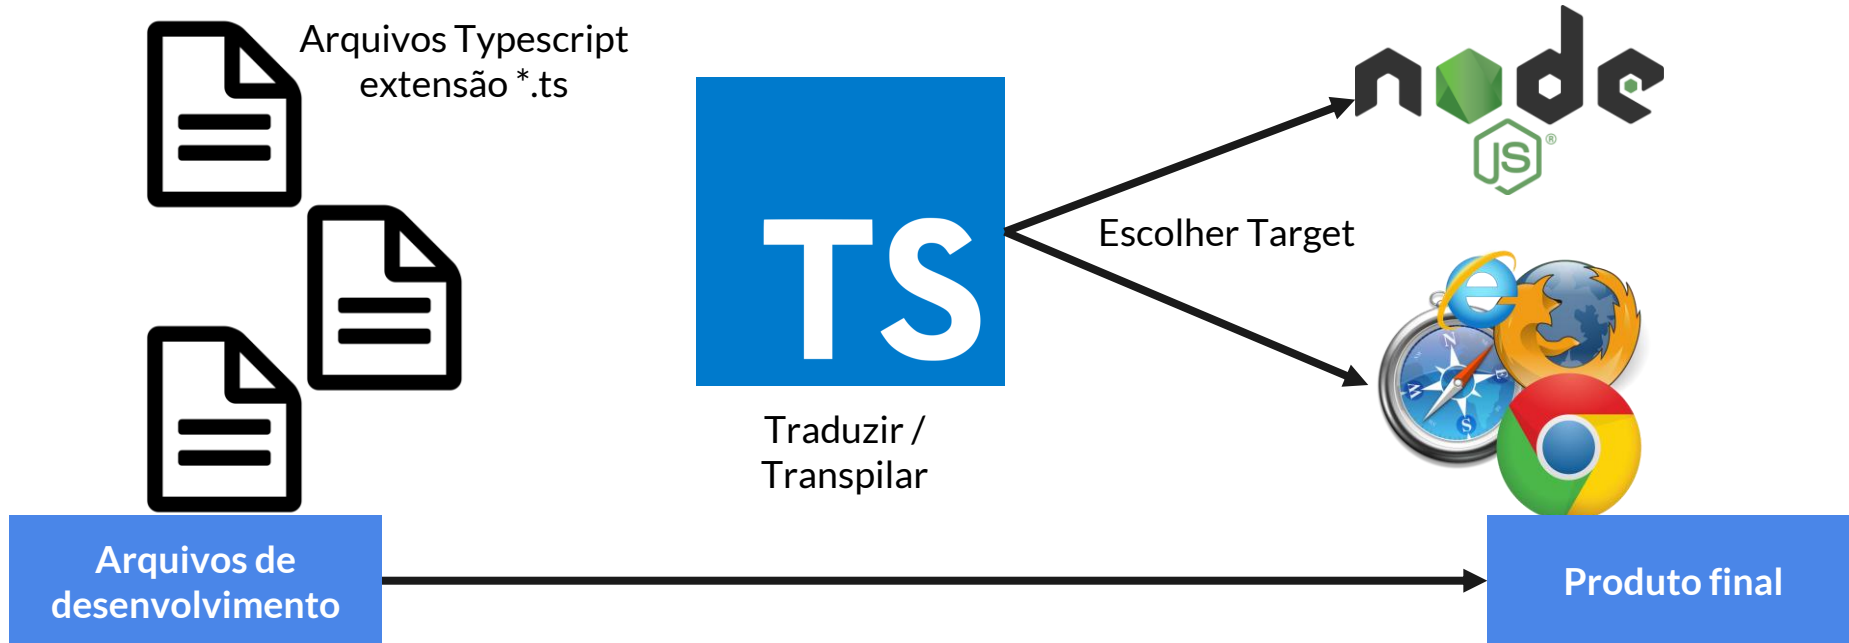 Arquivos Typescript
extensão *.ts
TS
Traduzir /
Transpilar
Escolher Target
node
JS®
Arquivos de
desenvolvimento
Produto final